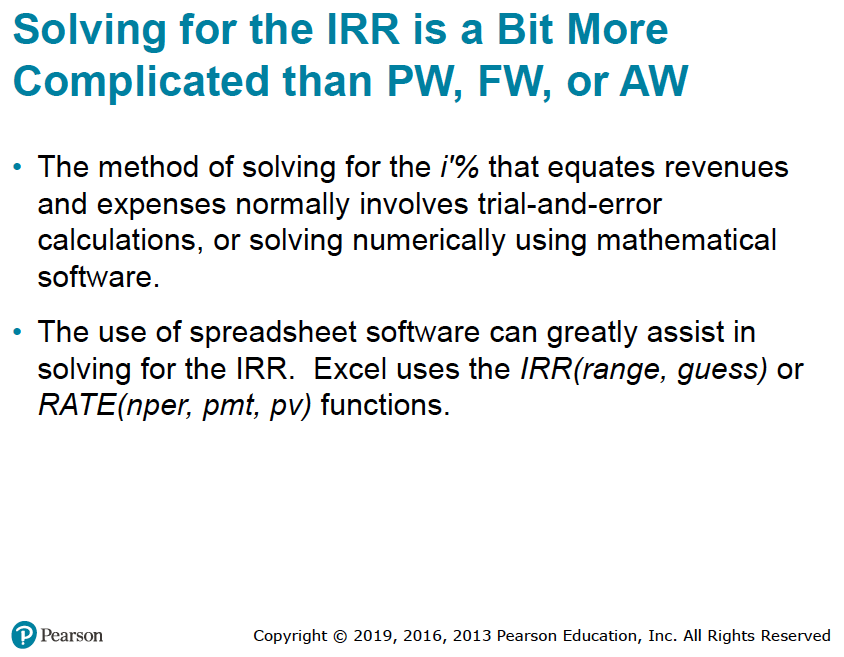 Solving for the IRR is a Bit More
Complicated than PW, FW, or AW
• The method of solving for the i'% that equates revenues
and expenses normally involves trial-and-error
calculations, or solving numerically using mathematical
software.
• The use of spreadsheet software can greatly assist in
solving for the IRR.  Excel uses the IRR(range, guess) or
RATE(nper, pmt, pv) functions.
P Pearson
Copyright © 2019, 2016, 2013 Pearson Education, Inc. All Rights Reserved